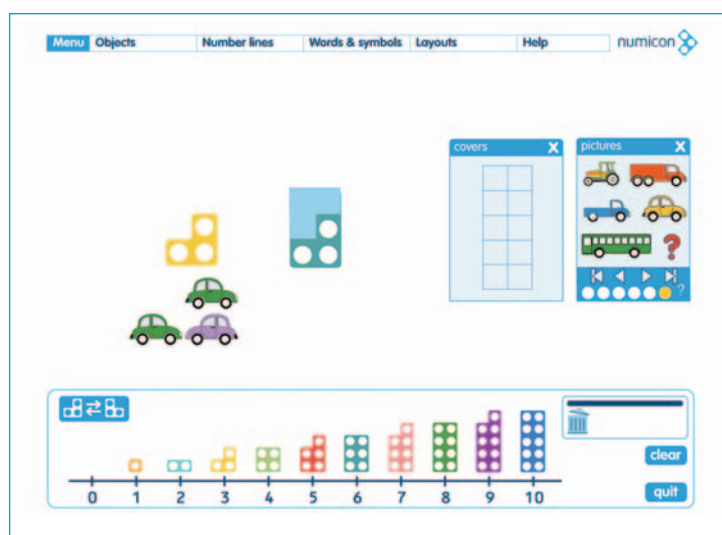 Menu Objects Number lines Words & symbols Layouts Help numicon
covers X pictures X
?
?
clear
0 1 2 3 4 5 6 7 8 9 10
quit